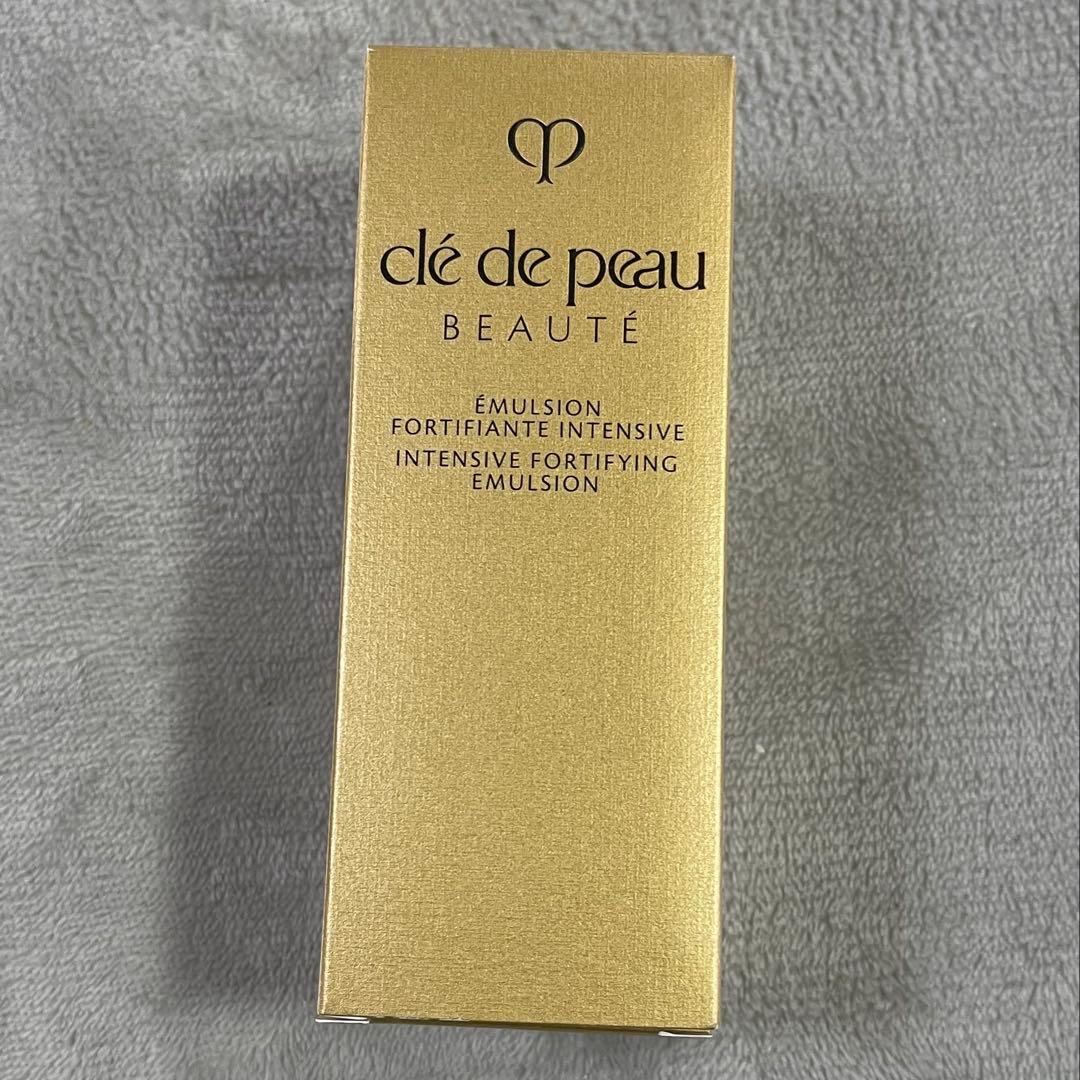 clé de peau
BEAUTÉ
ÉMULSION
FORTIFIANTE INTENSIVE
INTENSIVE FORTIFYING
EMULSION